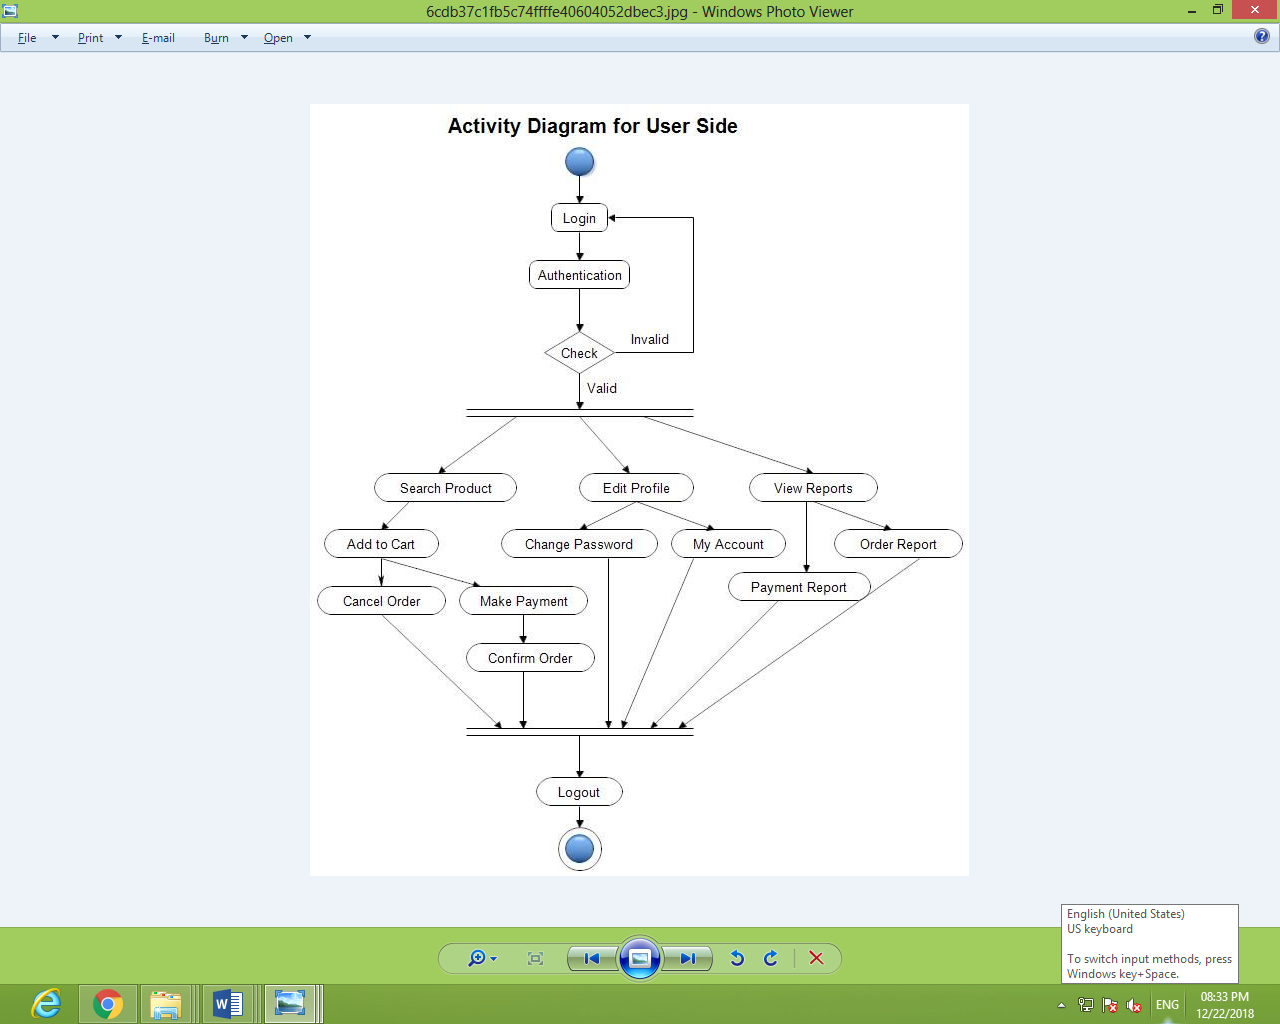 6cdb37c1fb5c74ffffe40604052dbec3.jpg - Windows Photo Viewer
File Print E-mail Burn Open
Activity Diagram for User Side
Login
Authentication
Invalid
Check
Valid
Search Product Edit Profile View Reports
Add to Cart Change Password My Account Order Report
Payment Report
Cancel Order Make Payment
Confirm Order
Logout
English (United States)
US keyboard
To switch input methods, press
Windows key+Space.
ENG 08:33 PM
12/22/2018